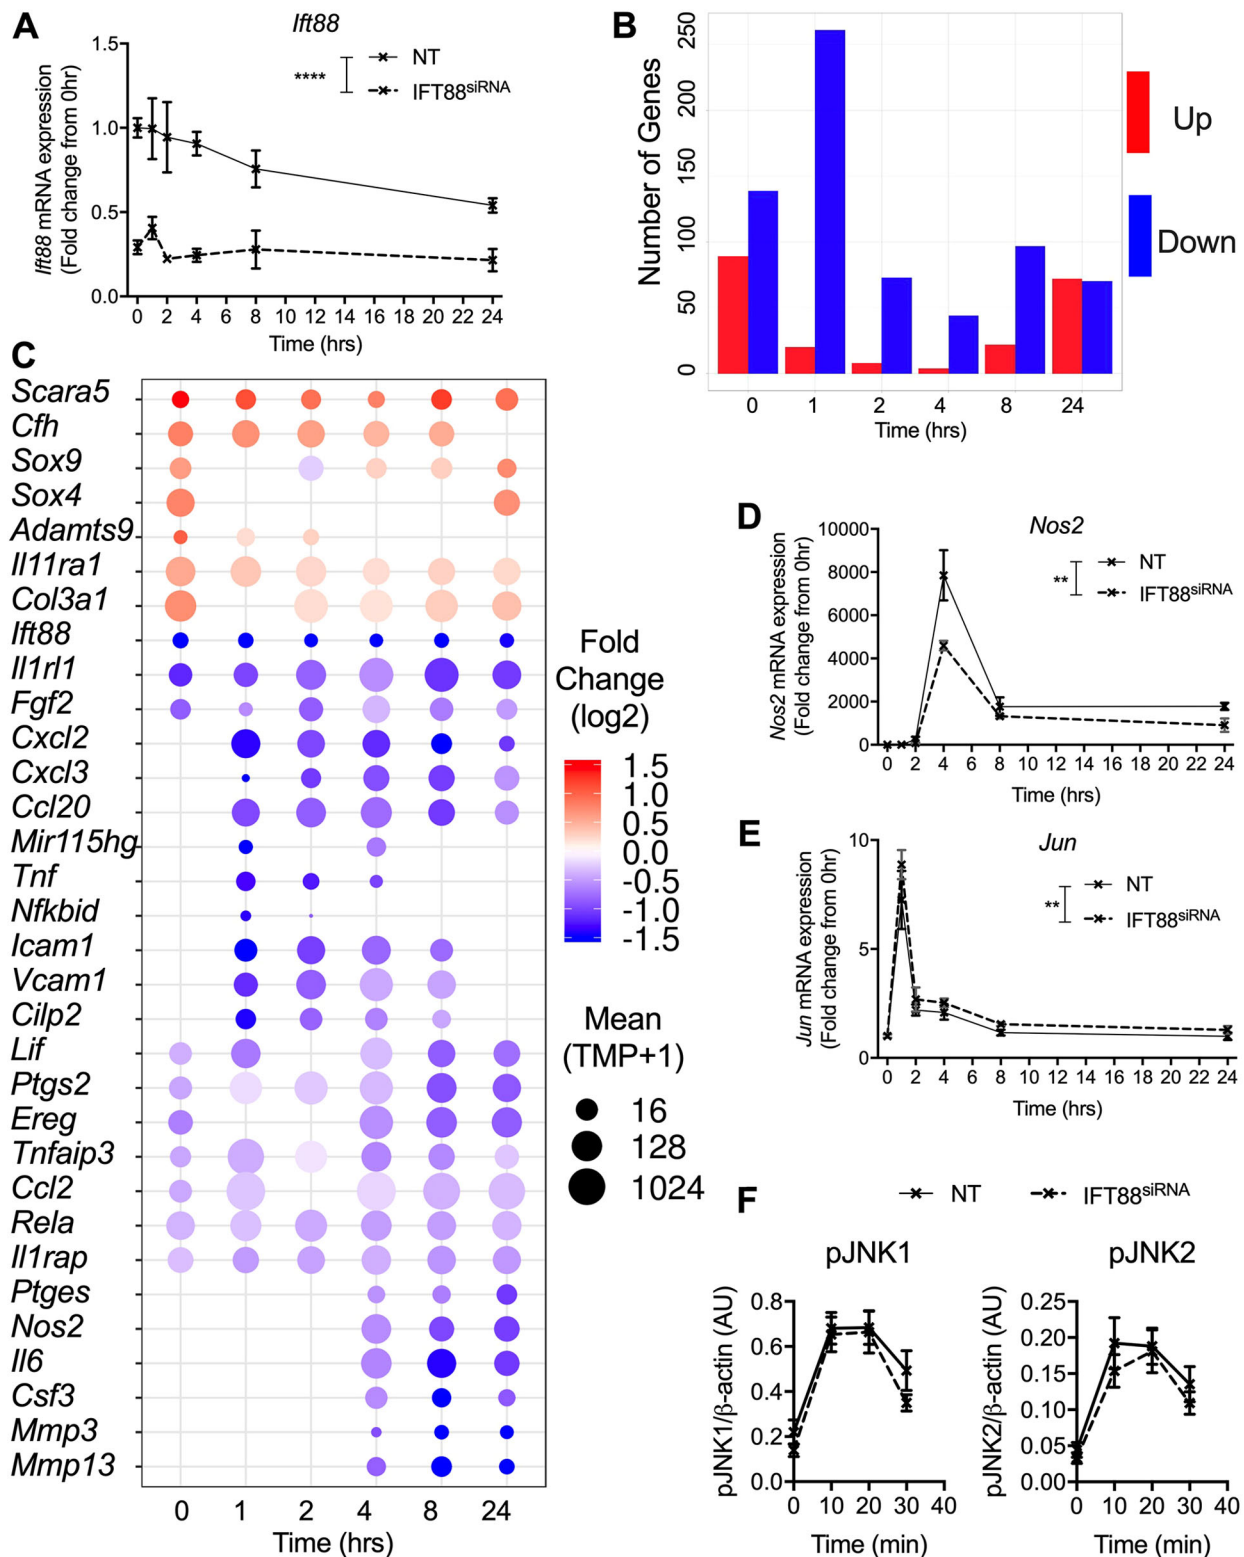 A
Ift88
Ift88 mRNA expression
(Fold change from 0hr)
1.5
1.0
0.5
0.0
****
NT
IFT88siRNA
0 2 4 6 8 10 12 14 16 18 20 22 24
Time (hrs)
B
Number of Genes
250
200
150
100
50
0
0 1 2 4 8 24
Time (hrs)
Up
Down
C
Scara5
Cfh
Sox9
Sox4
Adamts9
Il11ra1
Col3a1
Ift88
Il1rl1
Fgf2
Cxcl2
Cxcl3
Ccl20
Mir115hg
Tnf
Nfkbid
Icam1
Vcam1
Cilp2
Lif
Ptgs2
Ereg
Tnfaip3
Ccl2
Rela
Il1rap
Ptges
Nos2
Il6
Csf3
Mmp3
Mmp13
0 1 2 4 8 24
Time (hrs)
Fold
Change
(log2)
1.5
1.0
0.5
0.0
-0.5
-1.0
-1.5
Mean
(TMP+1)
16
128
1024
D
Nos2
Nos2 mRNA expression
(Fold change from 0hr)
10000
8000
6000
4000
2000
0
**
NT
IFT88siRNA
0 2 4 6 8 10 12 14 16 18 20 22 24
Time (hrs)
E
Jun
Jun mRNA expression
(Fold change from 0hr)
10
5
0
**
NT
IFT88siRNA
0 2 4 6 8 10 12 14 16 18 20 22 24
Time (hrs)
F
NT
IFT88siRNA
pJNK1
pJNK1/β-actin (AU)
0.8
0.6
0.4
0.2
0.0
0 10 20 30 40
Time (min)
pJNK2
pJNK2/β-actin (AU)
0.25
0.20
0.15
0.10
0.05
0.00
0 10 20 30 40
Time (min)